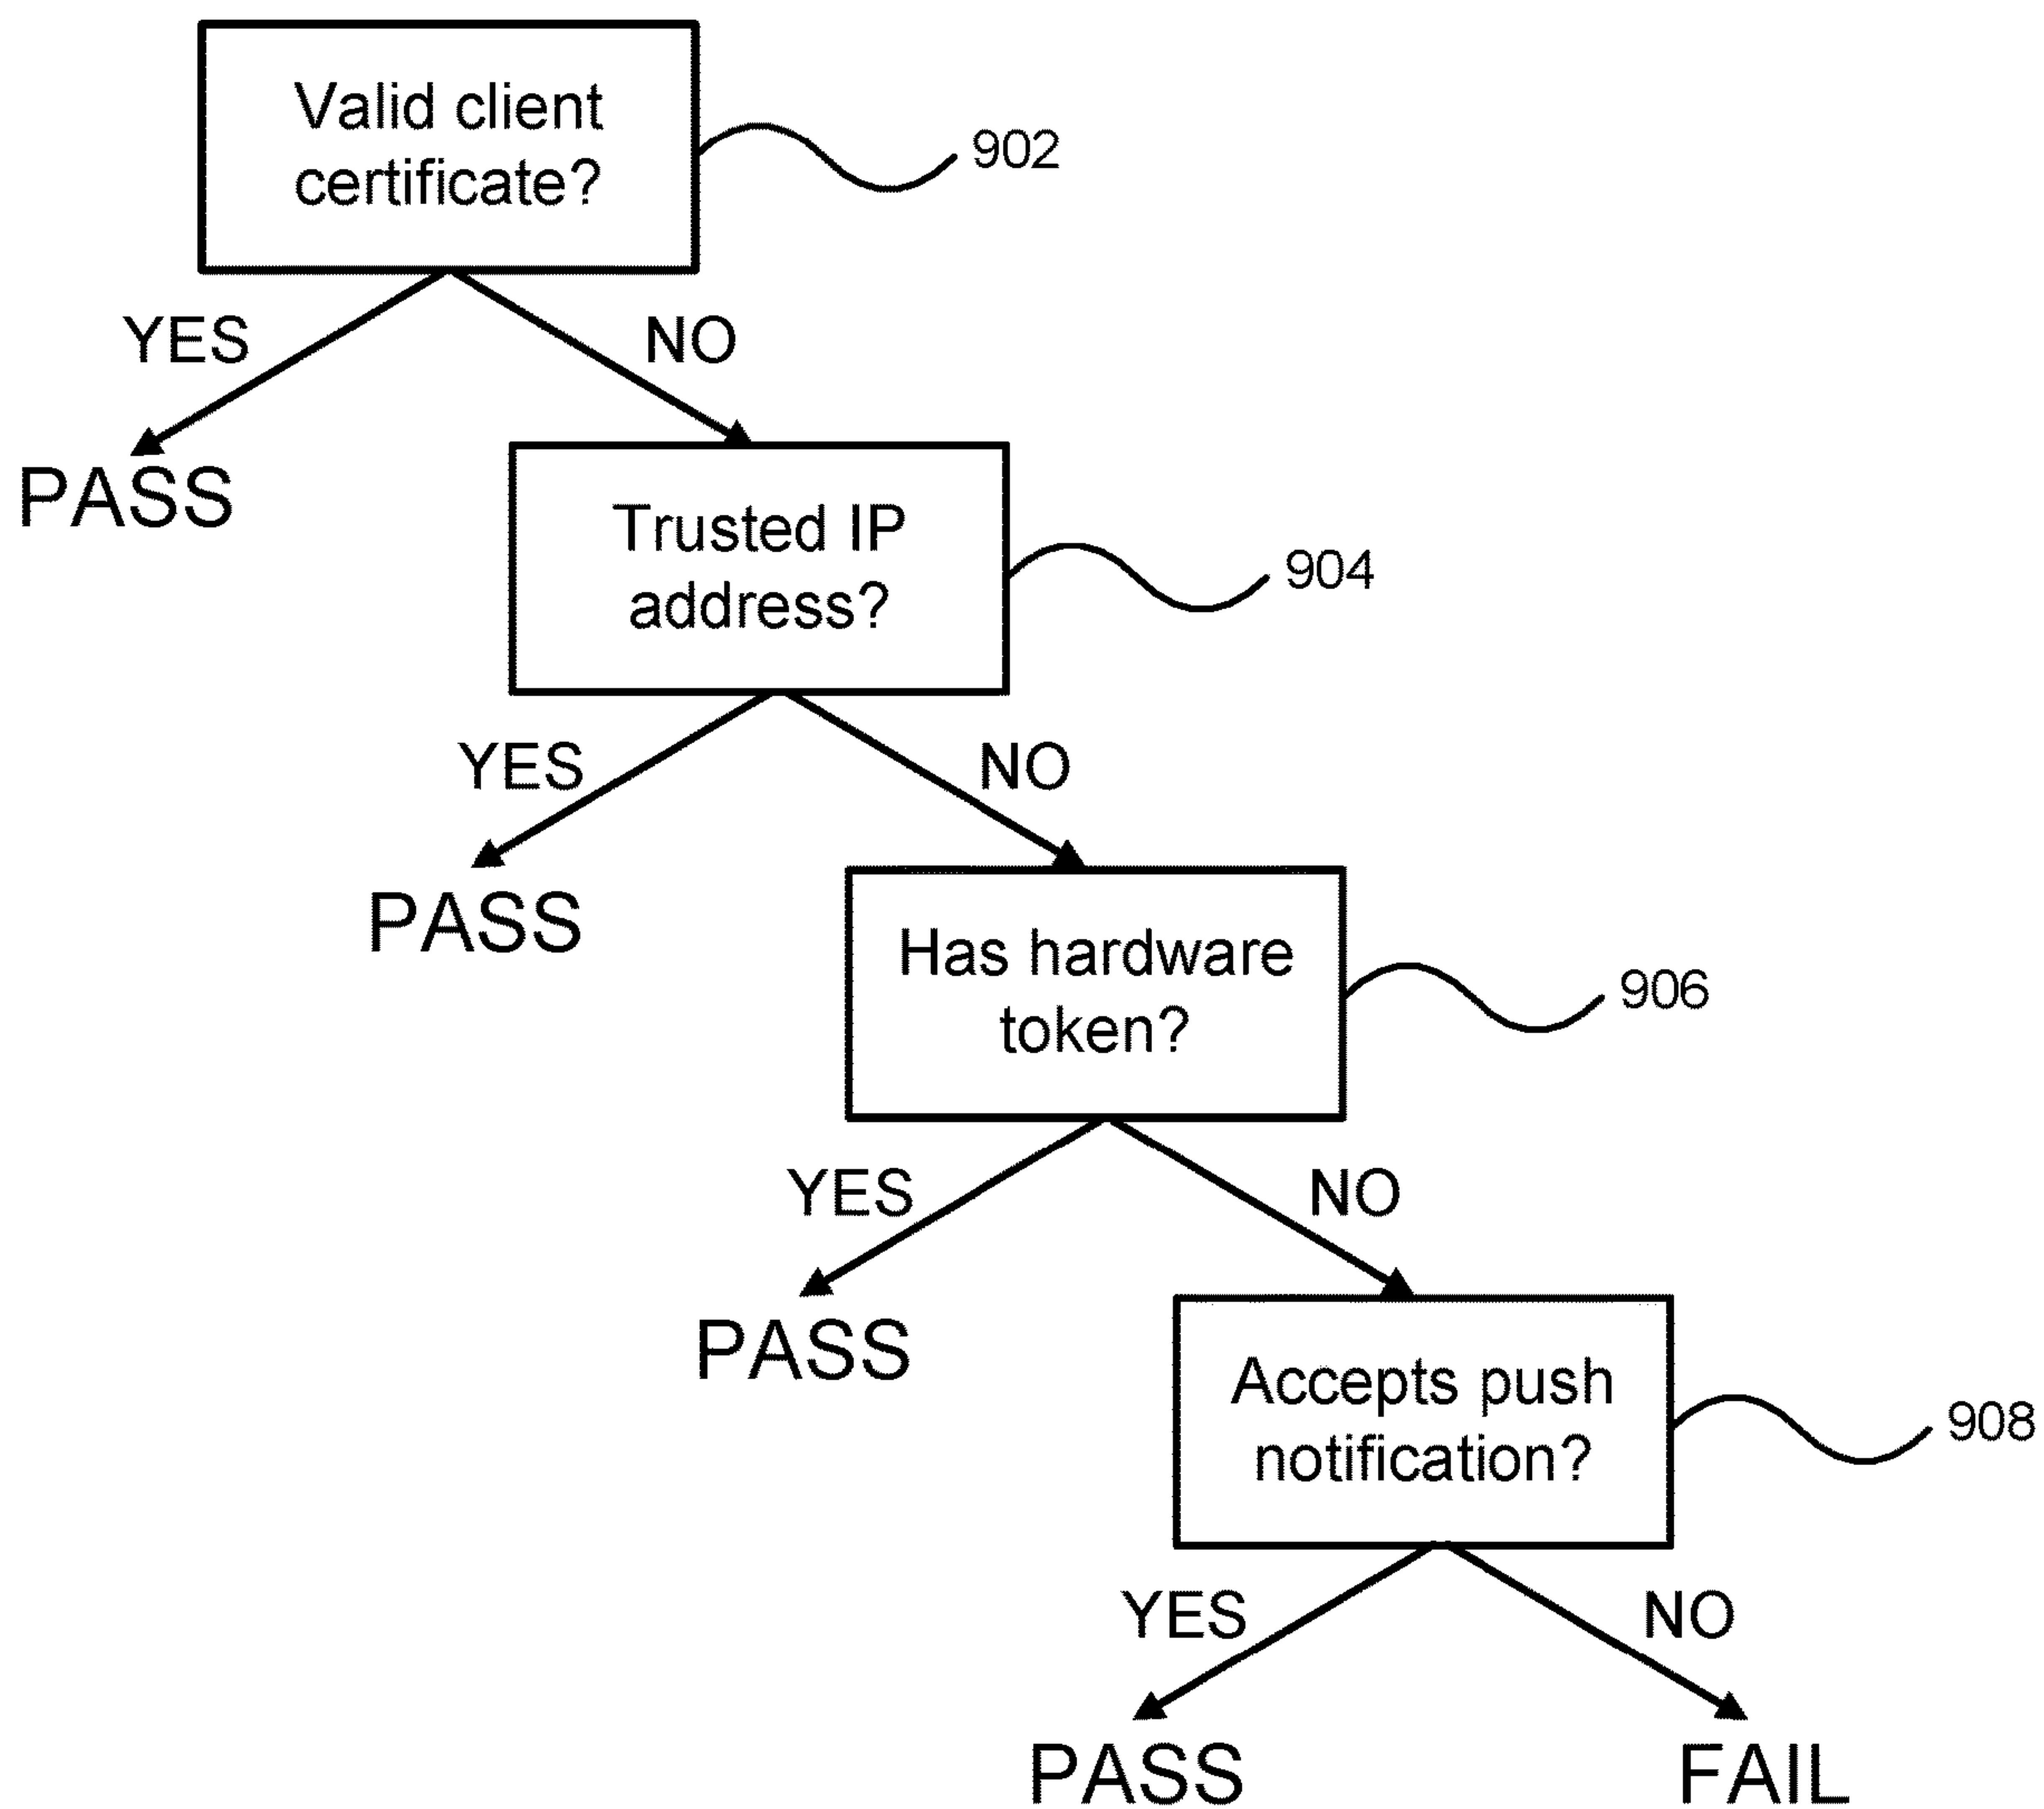 Valid client
certificate?
902
YES
NO
PASS
Trusted IP
address?
904
YES
NO
PASS
Has hardware
token?
906
YES
NO
PASS
Accepts push
notification?
908
YES
NO
PASS
FAIL